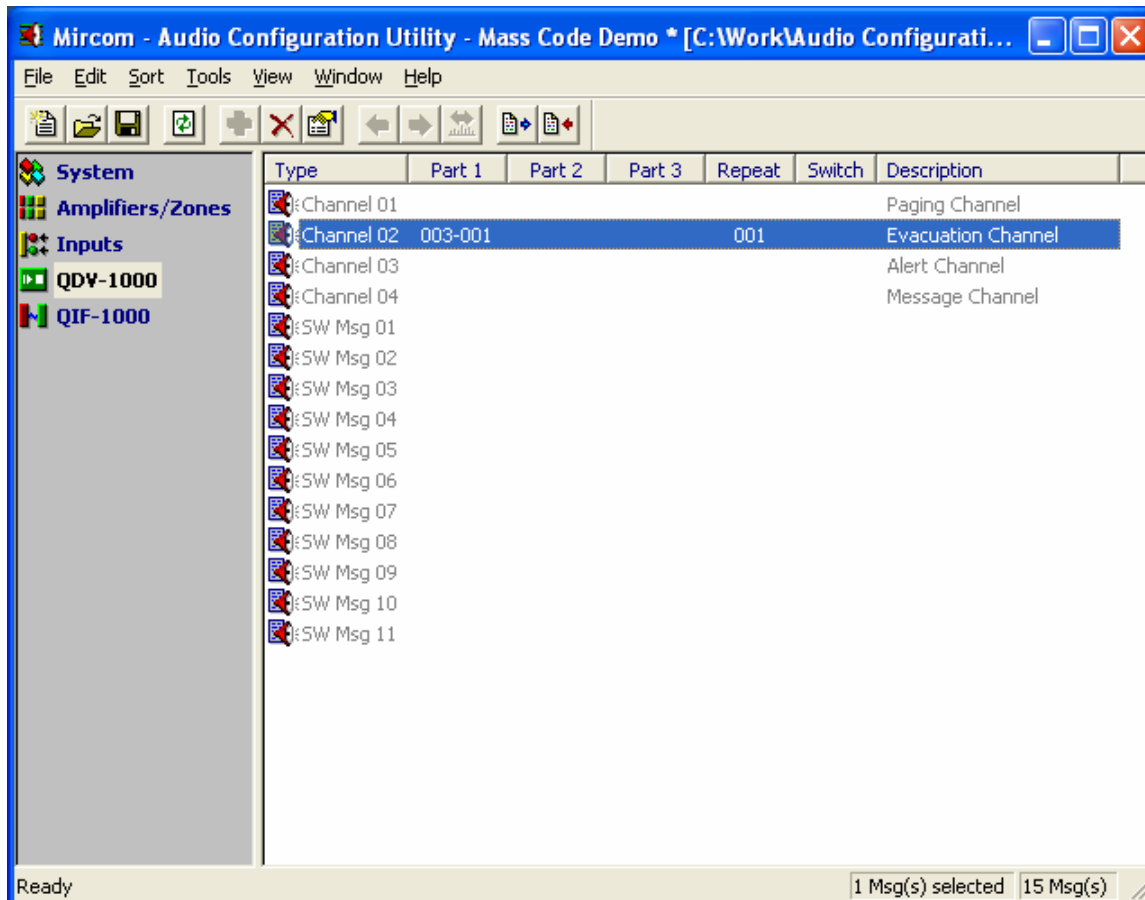 Mircom - Audio Configuration Utility - Mass Code Demo * [C:\Work\Audio Configurati...
File Edit Sort Tools View Window Help
System
Amplifiers/Zones
Inputs
QDV-1000
QIF-1000
Type Part 1 Part 2 Part 3 Repeat Switch Description
Channel 01 Paging Channel
Channel 02 003-001 001 Evacuation Channel
Channel 03 Alert Channel
Channel 04 Message Channel
SW Msg 01
SW Msg 02
SW Msg 03
SW Msg 04
SW Msg 05
SW Msg 06
SW Msg 07
SW Msg 08
SW Msg 09
SW Msg 10
SW Msg 11
Ready 1 Msg(s) selected 15 Msg(s)